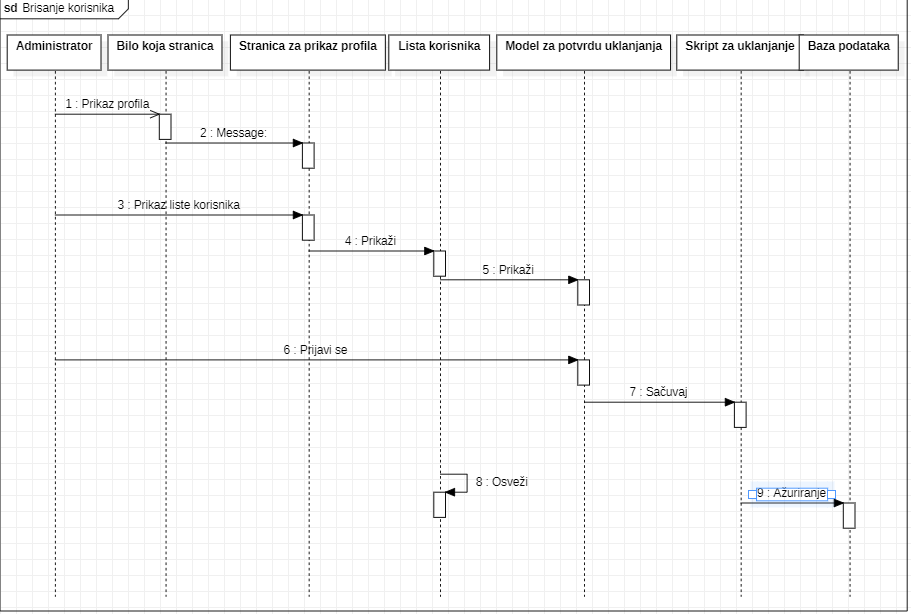 sd Brisanje korisnika
Administrator
Bilo koja stranica
Stranica za prikaz profila
Lista korisnika
Model za potvrdu uklanjanja
Skript za uklanjanje
Baza podataka
1 : Prikaz profila
2 : Message:
3 : Prikaz liste korisnika
4 : Prikaži
5 : Prikaži
6 : Prijavi se
7 : Sačuvaj
8 : Osveži
9 : Ažuriranje